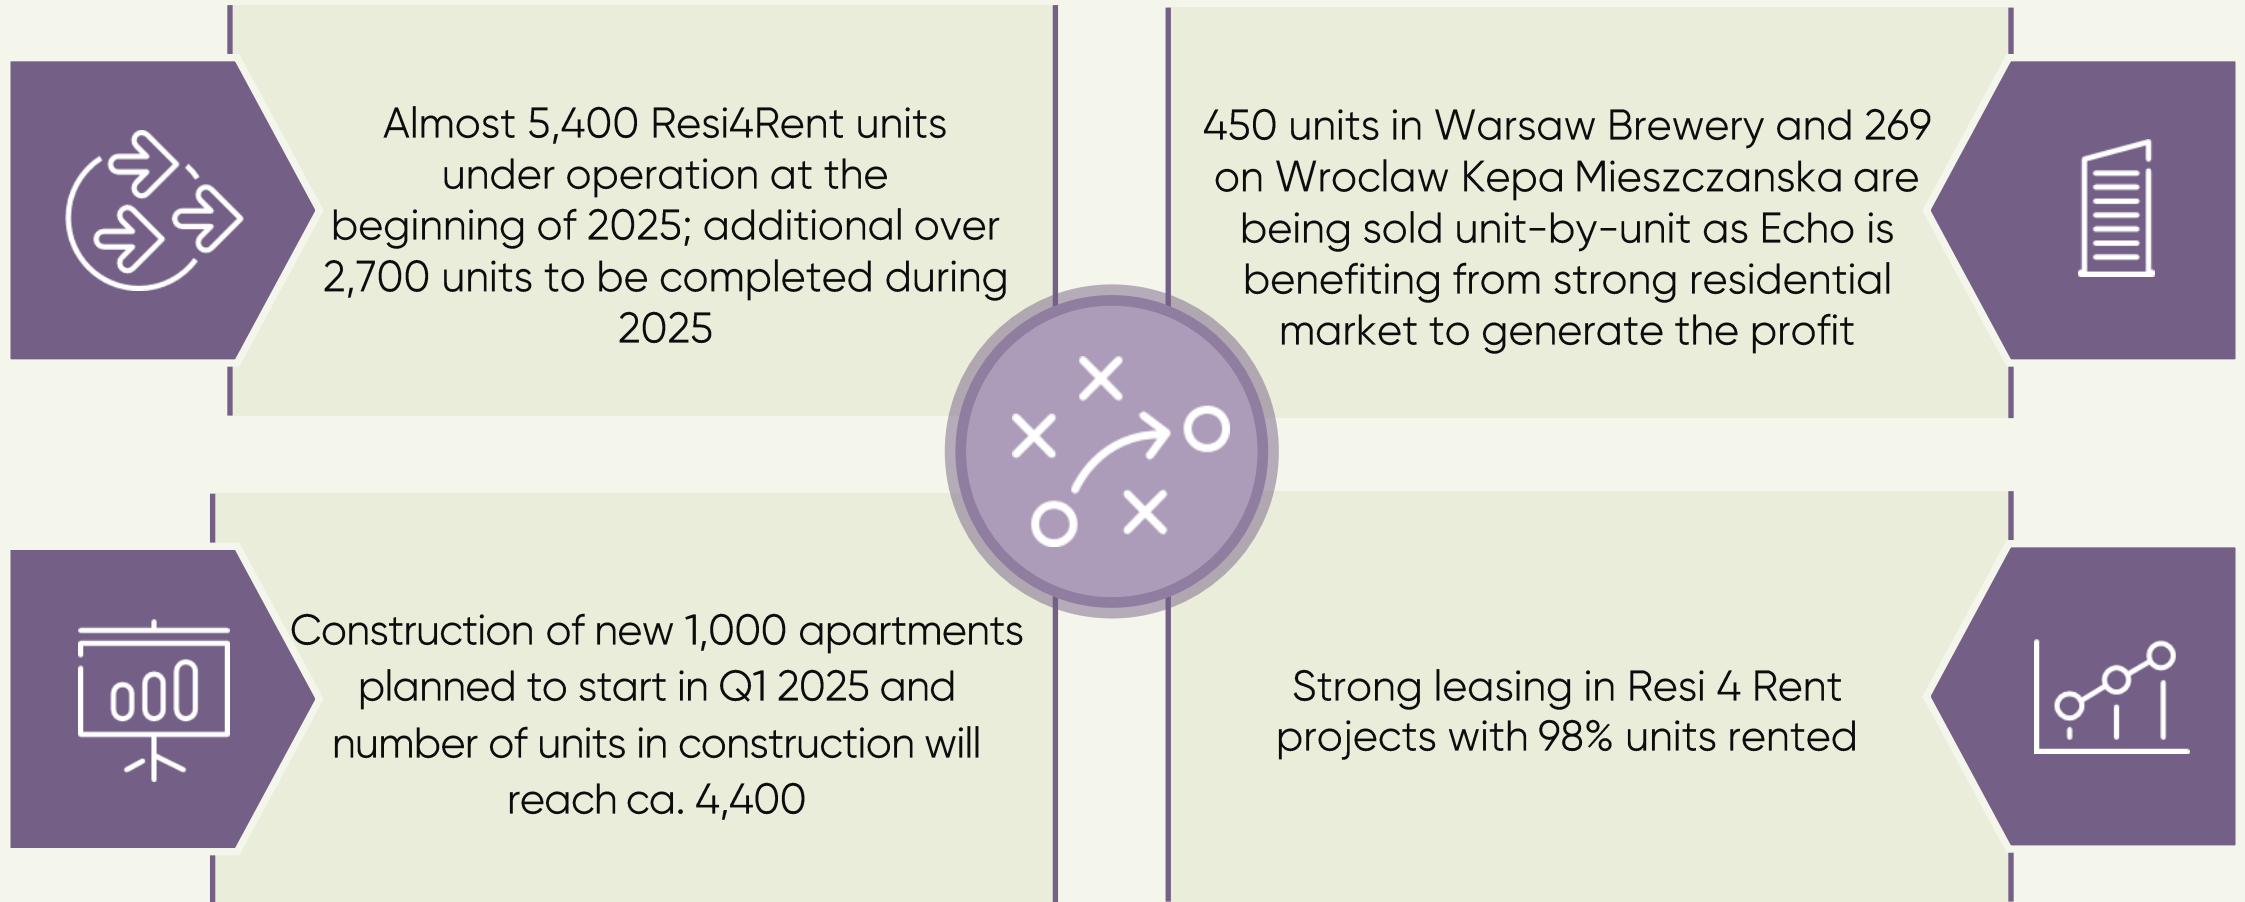 Almost 5,400 Resi4Rent units
under operation at the
beginning of 2025; additional over
2,700 units to be completed during
2025
450 units in Warsaw Brewery and 269
on Wroclaw Kepa Mieszczanska are
being sold unit-by-unit as Echo is
benefiting from strong residential
market to generate the profit
Construction of new 1,000 apartments
planned to start in Q1 2025 and
number of units in construction will
reach ca. 4,400
Strong leasing in Resi 4 Rent
projects with 98% units rented